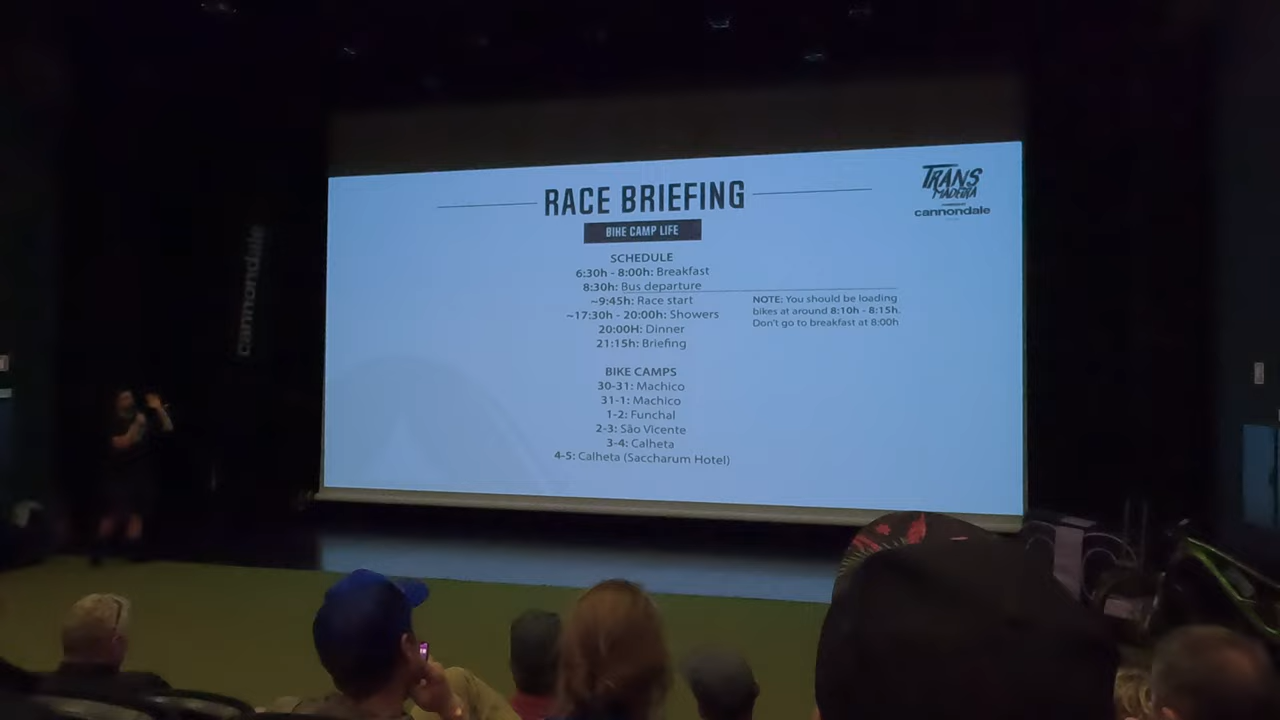 RACE BRIEFING
TRANS
MADEIRA
cannondale
BIKE CAMP LIFE
SCHEDULE
6:30h - 8:00h: Breakfast
8:30h: Bus departure
~9:45h: Race start
~17:30h - 20:00h: Showers
20:00H: Dinner
21:15h: Briefing
NOTE: You should be loading
bikes at around 8:10h - 8:15h.
Don't go to breakfast at 8:00h
BIKE CAMPS
30-31: Machico
31-1: Machico
1-2: Funchal
2-3: São Vicente
3-4: Calheta
4-5: Calheta (Saccharum Hotel)
cannondale